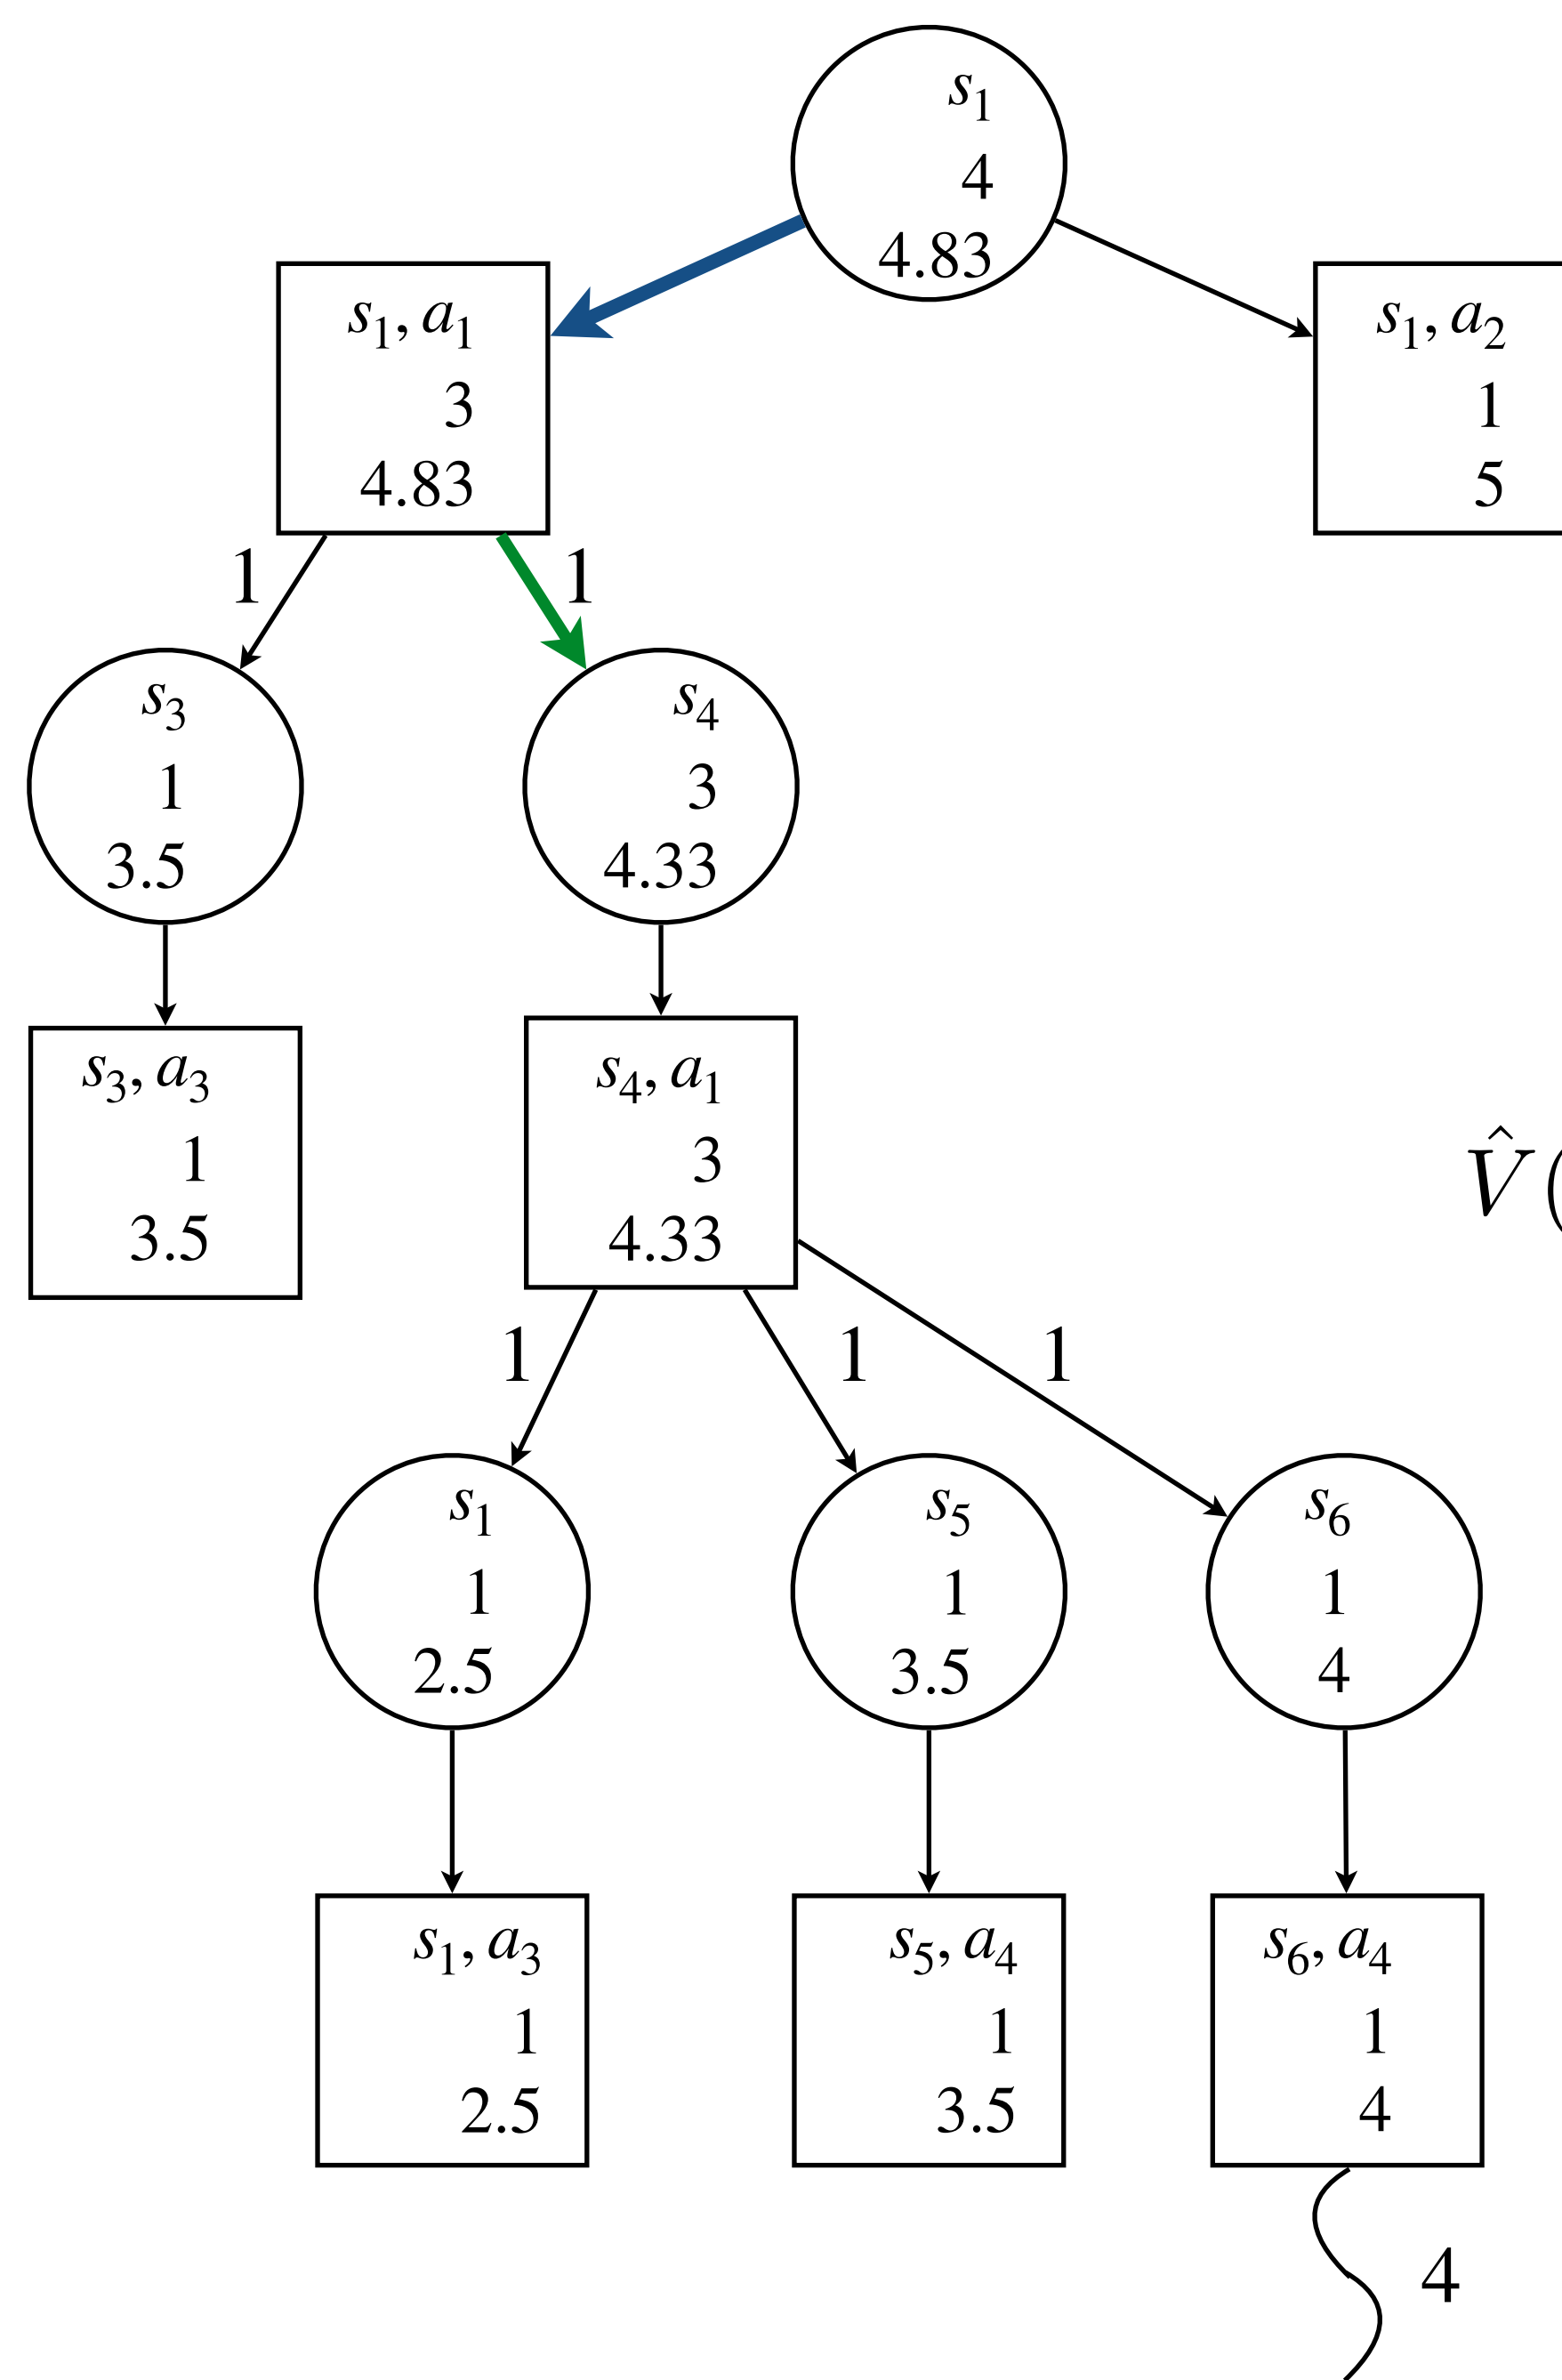 s₁
4
4.83
s₁, a₁
3
4.83
s₁, a₂
1
5
1
1
s₃
1
3.5
s₄
3
4.33
s₃, a₃
1
3.5
s₄, a₁
3
4.33
V̂(
1
1
1
s₁
1
2.5
s₅
1
3.5
s₆
1
4
s₁, a₃
1
2.5
s₅, a₄
1
3.5
s₆, a₄
1
4
4